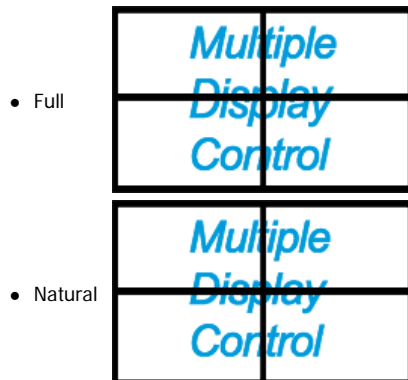 Multiple
Display
Control
• Full
Multiple
Display
Control
• Natural